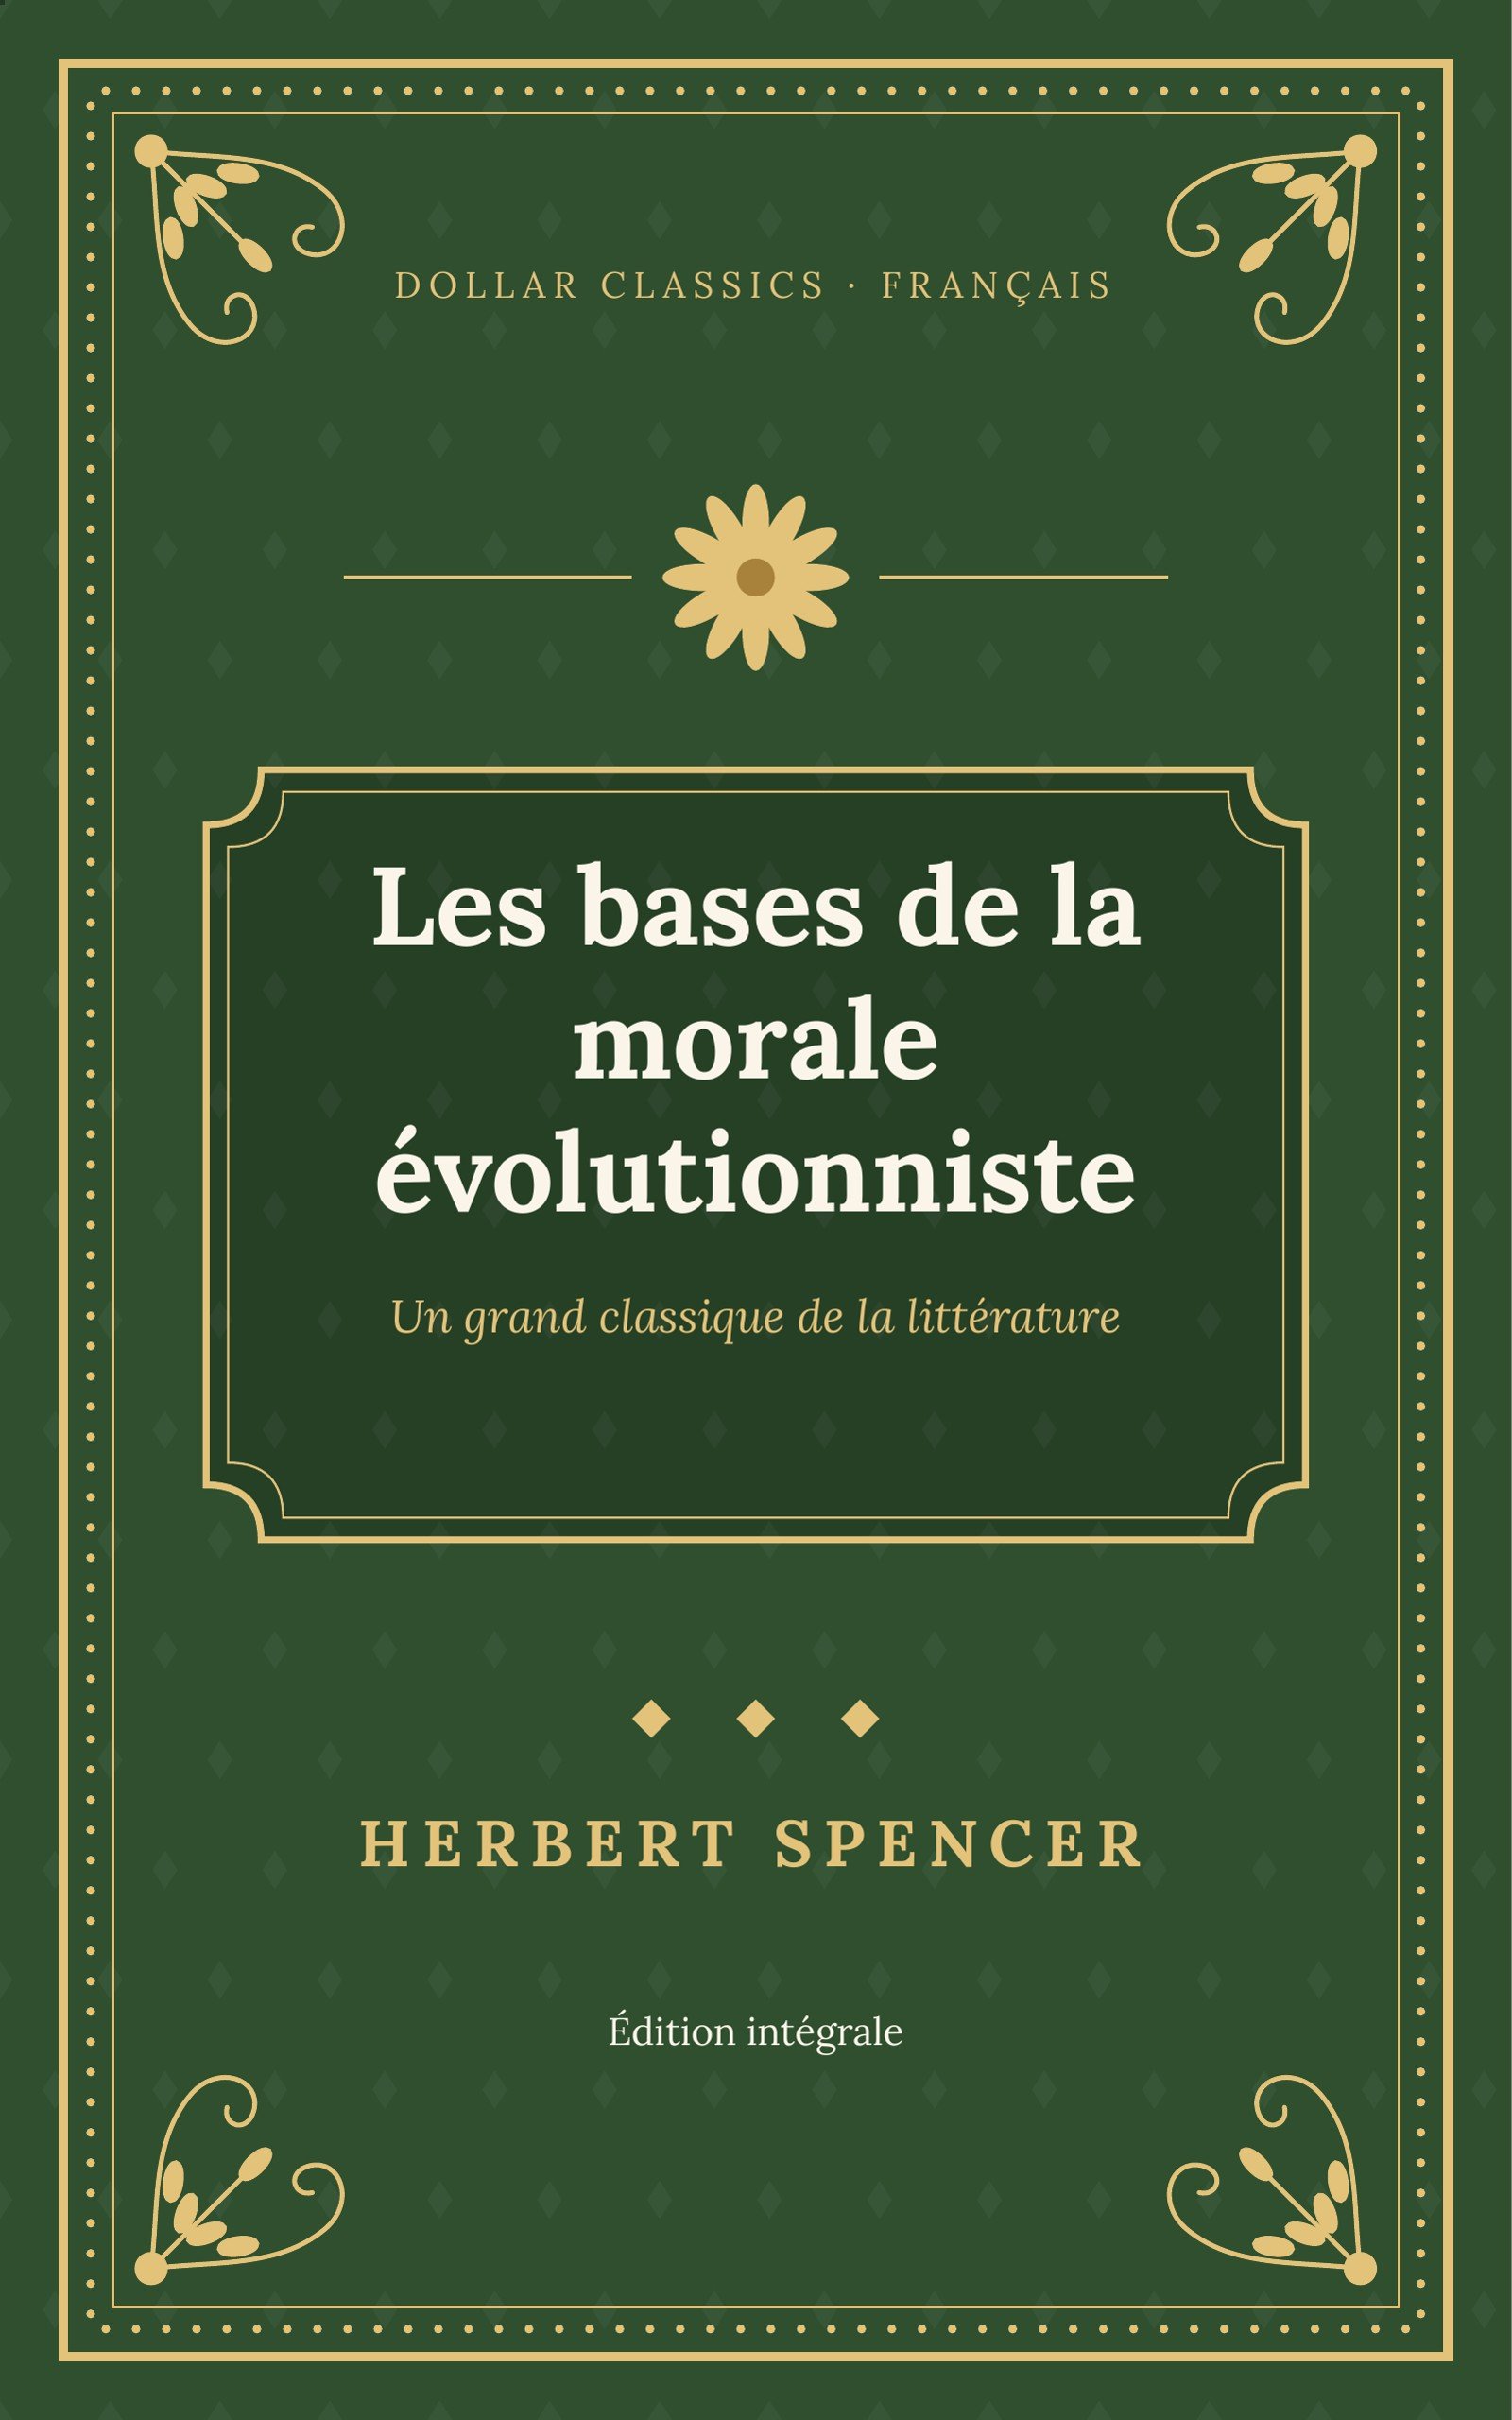 DOLLAR CLASSICS · FRANÇAIS
Les bases de la
morale
évolutionniste
Un grand classique de la littérature
HERBERT SPENCER
Édition intégrale